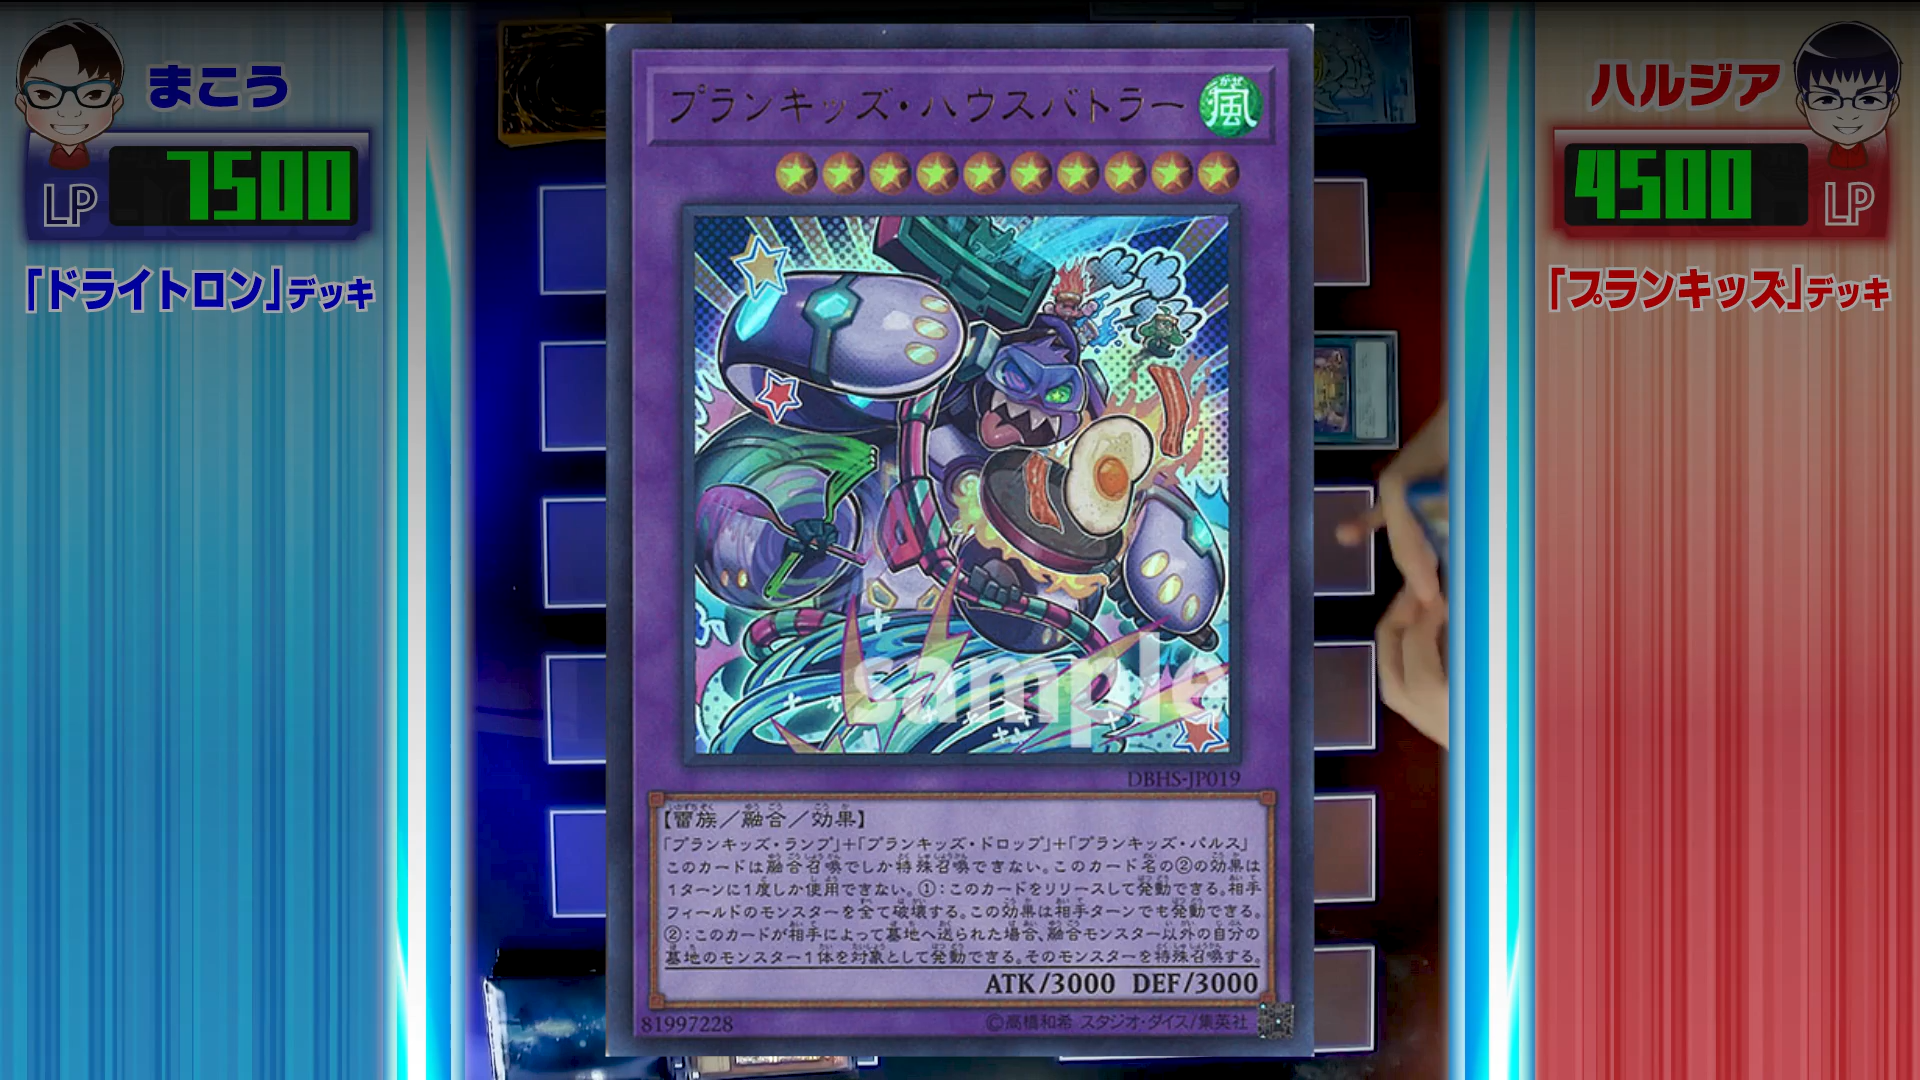 まこう
LP 7500
「ドライトロン」デッキ
ハルジア
4500 LP
「プランキッズ」デッキ
プランキッズ・ハウスバトラー 風
sample
DBHS-JP019
【雷族／融合／効果】
「プランキッズ・ランプ」＋「プランキッズ・ドロップ」＋「プランキッズ・パルス」
このカードは融合召喚でしか特殊召喚できない。このカード名の②の効果は
１ターンに１度しか使用できない。①：このカードをリリースして発動できる。相手
フィールドのモンスターを全て破壊する。この効果は相手ターンでも発動できる。
②：このカードが相手によって墓地へ送られた場合、融合モンスター以外の自分の
墓地のモンスター１体を対象として発動できる。そのモンスターを特殊召喚する。
ATK/3000 DEF/3000
81997228
©高橋和希 スタジオ・ダイス/集英社